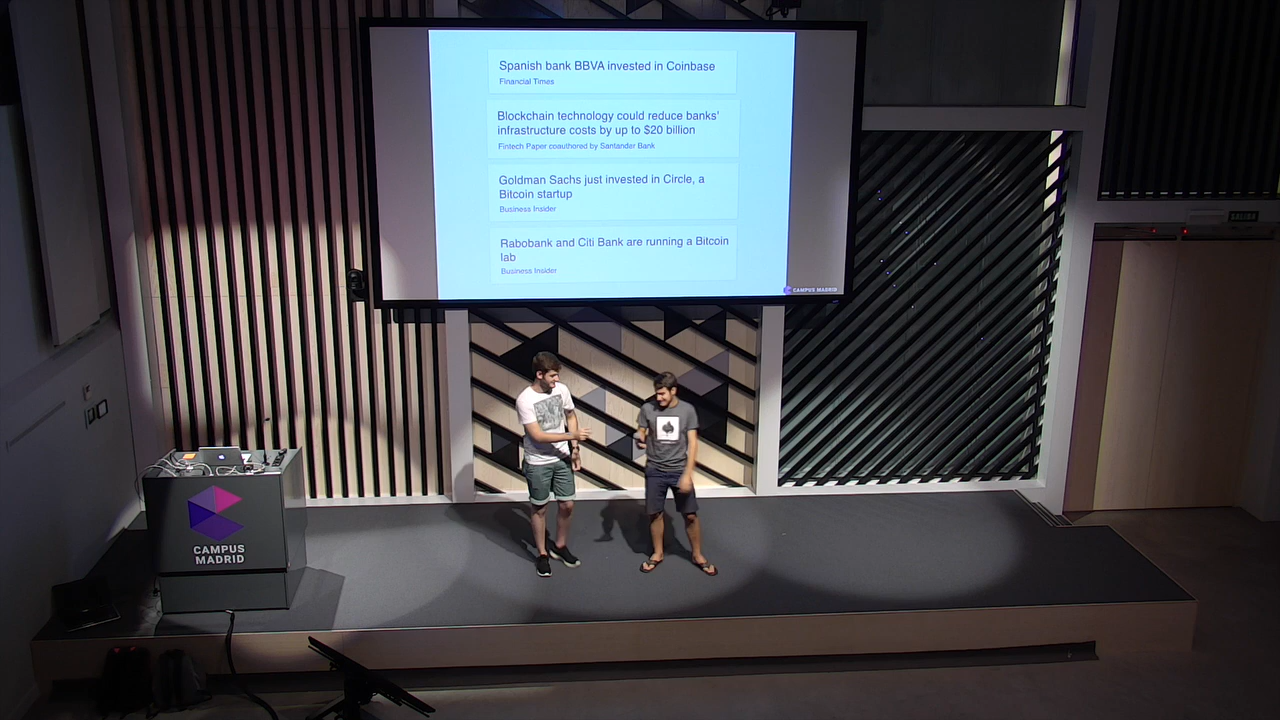 Spanish bank BBVA invested in Coinbase
Financial Times
Blockchain technology could reduce banks'
infrastructure costs by up to $20 billion
Fintech Paper coauthored by Santander Bank
Goldman Sachs just invested in Circle, a
Bitcoin startup
Business Insider
Rabobank and Citi Bank are running a Bitcoin
lab
Business Insider
CAMPUS MADRID
SALIDA
CAMPUS
MADRID